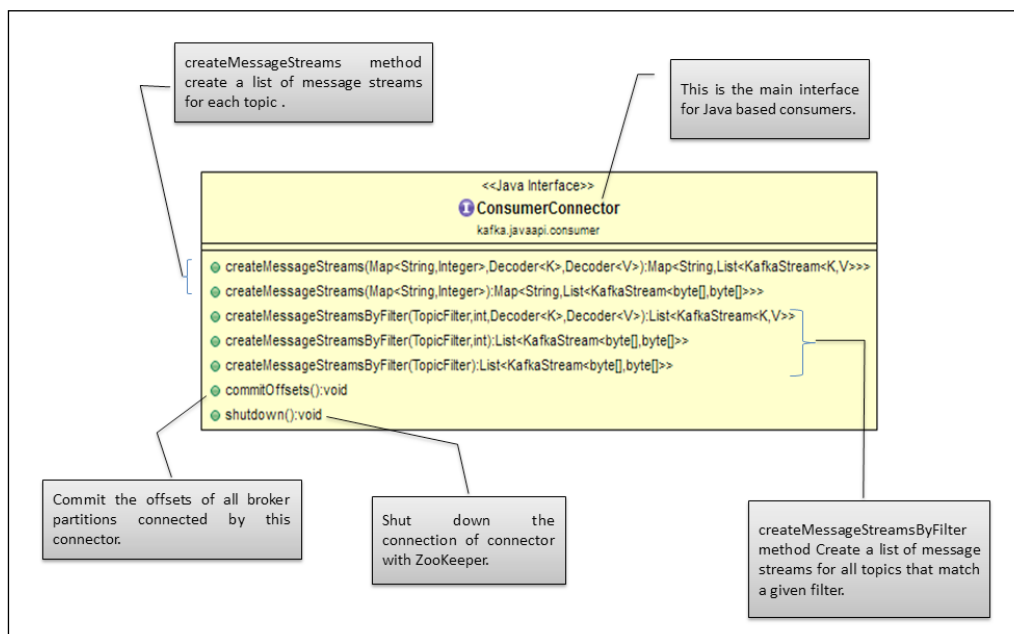 createMessageStreams method
create a list of message streams
for each topic .
This is the main interface
for Java based consumers.
<<Java Interface>>
ConsumerConnector
kafka.javaapi.consumer
createMessageStreams(Map<String,Integer>,Decoder<K>,Decoder<V>):Map<String,List<KafkaStream<K,V>>>
createMessageStreams(Map<String,Integer>):Map<String,List<KafkaStream<byte[],byte[]>>>
createMessageStreamsByFilter(TopicFilter,int,Decoder<K>,Decoder<V>):List<KafkaStream<K,V>>
createMessageStreamsByFilter(TopicFilter,int):List<KafkaStream<byte[],byte[]>>
createMessageStreamsByFilter(TopicFilter):List<KafkaStream<byte[],byte[]>>
commitOffsets():void
shutdown():void
Commit the offsets of all broker
partitions connected by this
connector.
Shut down the
connection of connector
with ZooKeeper.
createMessageStreamsByFilter
method Create a list of message
streams for all topics that match
a given filter.